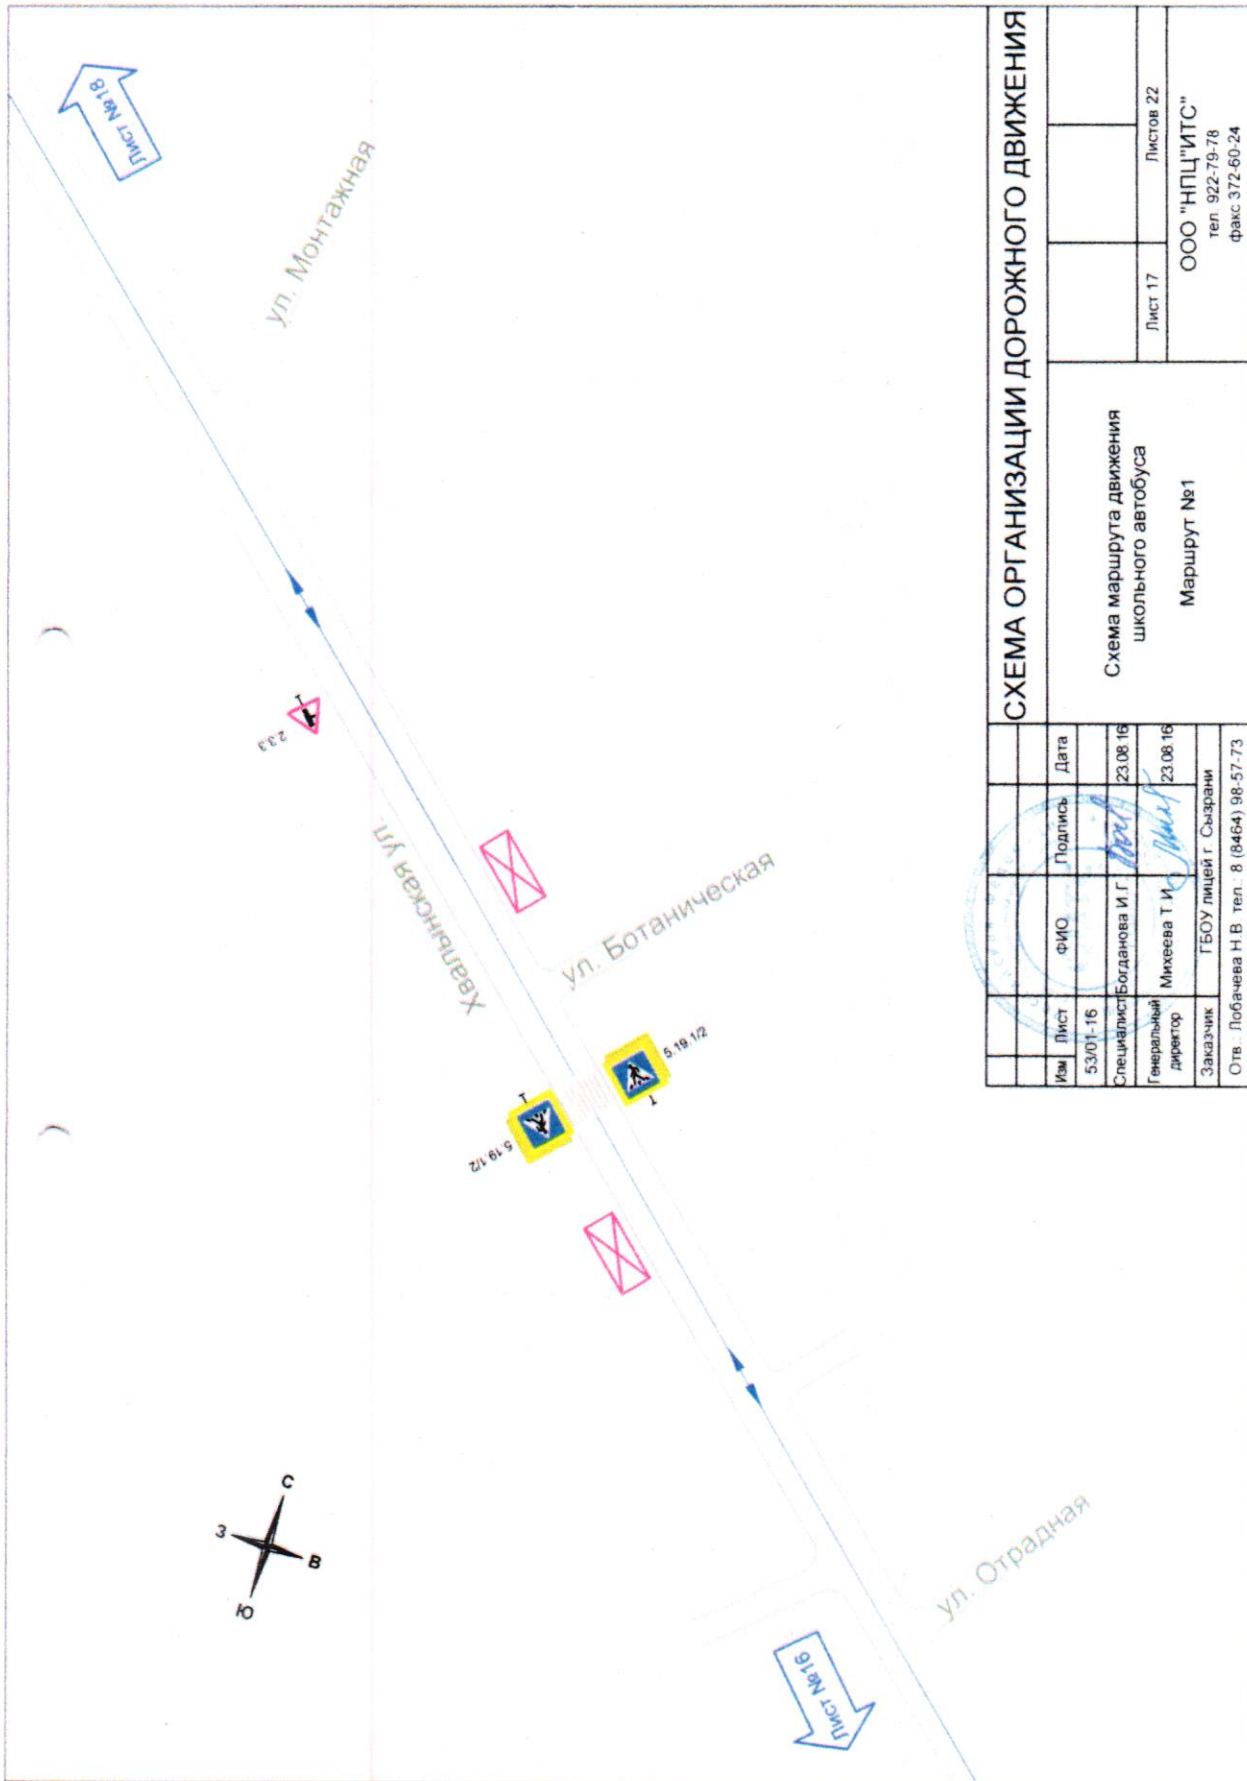 Лист №18
ул. Монтажная
2.3.3
Хвалынская ул.
ул. Ботаническая
5.19.1/2
5.19.1/2
С
З
В
Ю
ул. Отрадная
Лист №16
СХЕМА ОРГАНИЗАЦИИ ДОРОЖНОГО ДВИЖЕНИЯ
Изм Лист ФИО Подпись Дата
53/01-16
Специалист Богданова И.Г. 23.08.16
Генеральный
директор Михеева Т.И. 23.08.16
Заказчик ГБОУ лицей г. Сызрани
Отв.: Лобачева Н.В. тел.: 8 (8464) 98-57-73
Схема маршрута движения
школьного автобуса
Маршрут №1
Лист 17 Листов 22
ООО "НПЦ"ИТС"
тел. 922-79-78
факс 372-60-24